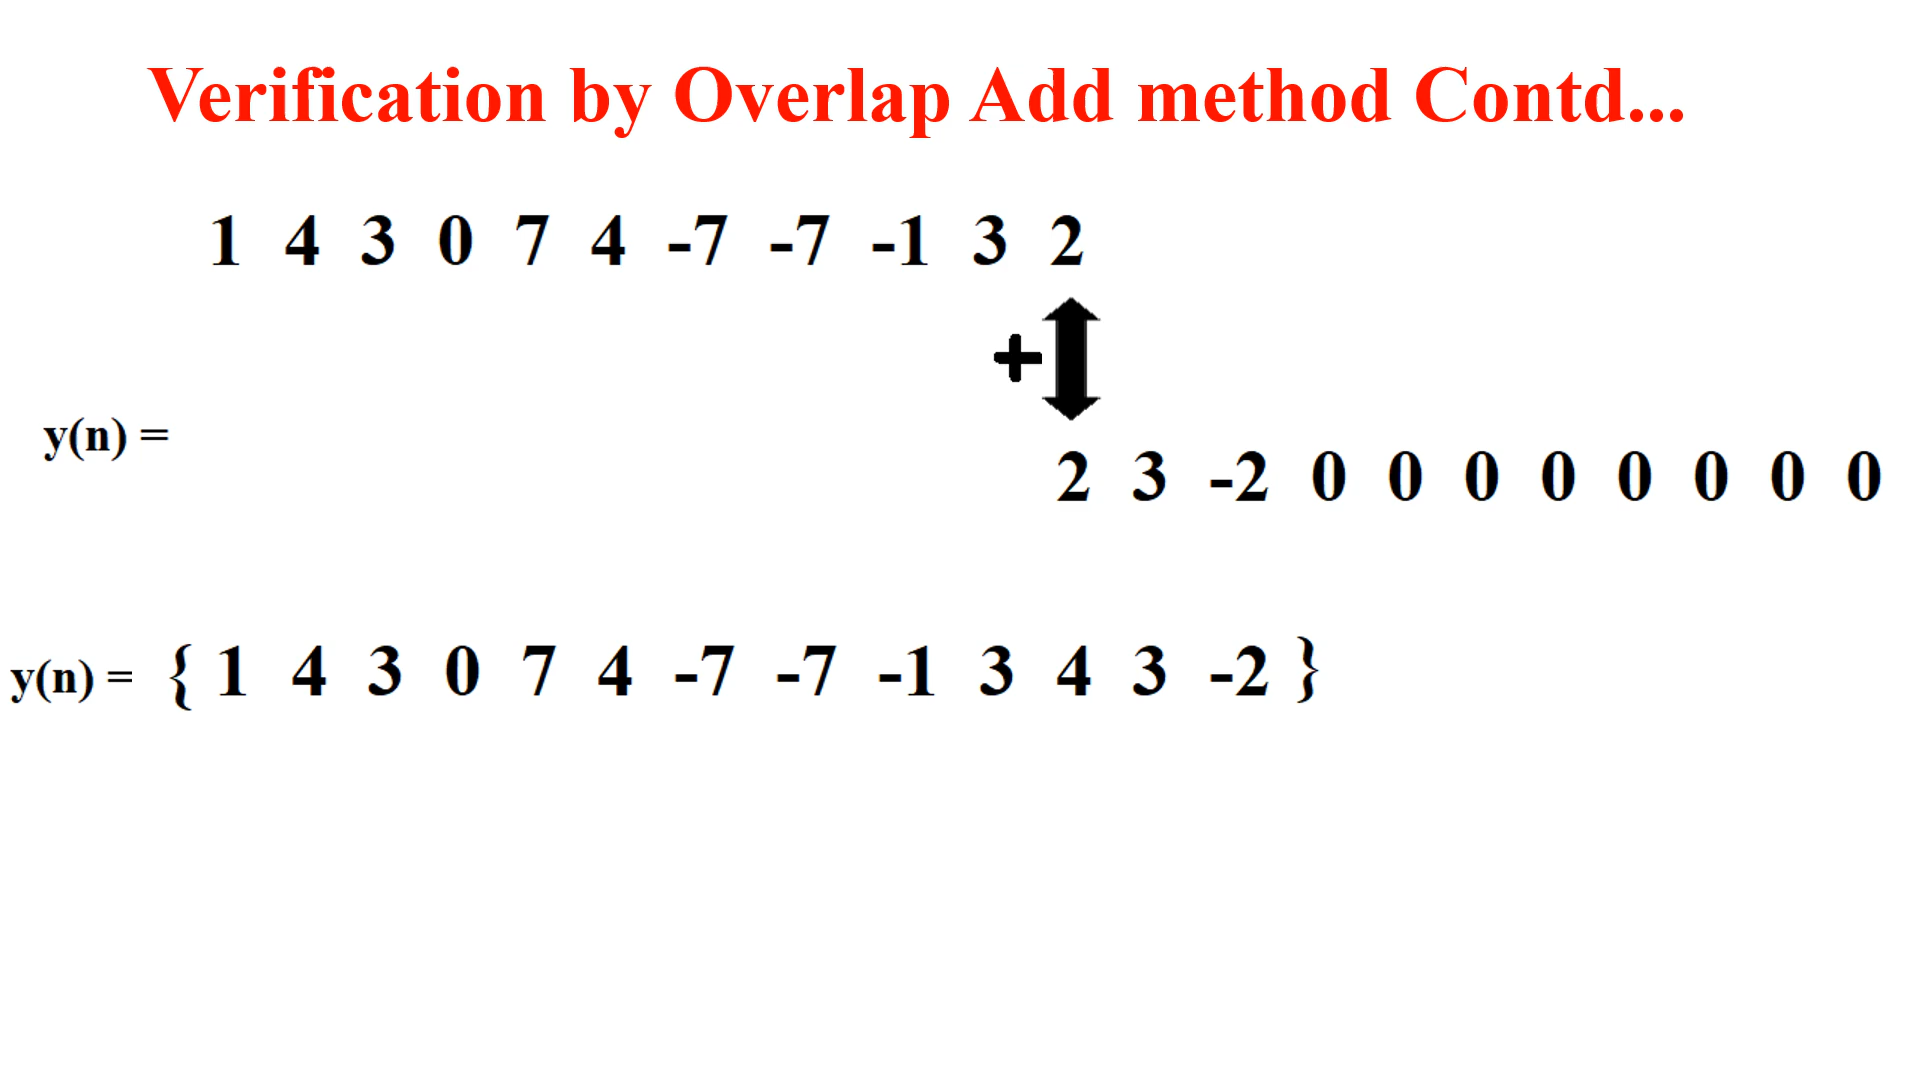 Verification by Overlap Add method Contd...
1 4 3 0 7 4 -7 -7 -1 3 2
+
y(n) =
2 3 -2 0 0 0 0 0 0 0 0
y(n) = { 1 4 3 0 7 4 -7 -7 -1 3 4 3 -2 }